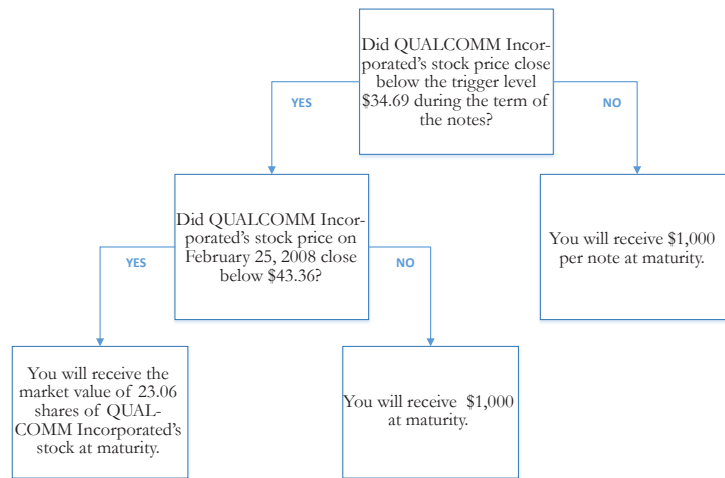 Did QUALCOMM Incor-
porated's stock price close
below the trigger level
$34.69 during the term of
the notes?
YES
NO
Did QUALCOMM Incor-
porated's stock price on
February 25, 2008 close
below $43.36?
You will receive $1,000
per note at maturity.
YES
NO
You will receive the
market value of 23.06
shares of QUAL-
COMM Incorporated's
stock at maturity.
You will receive $1,000
at maturity.